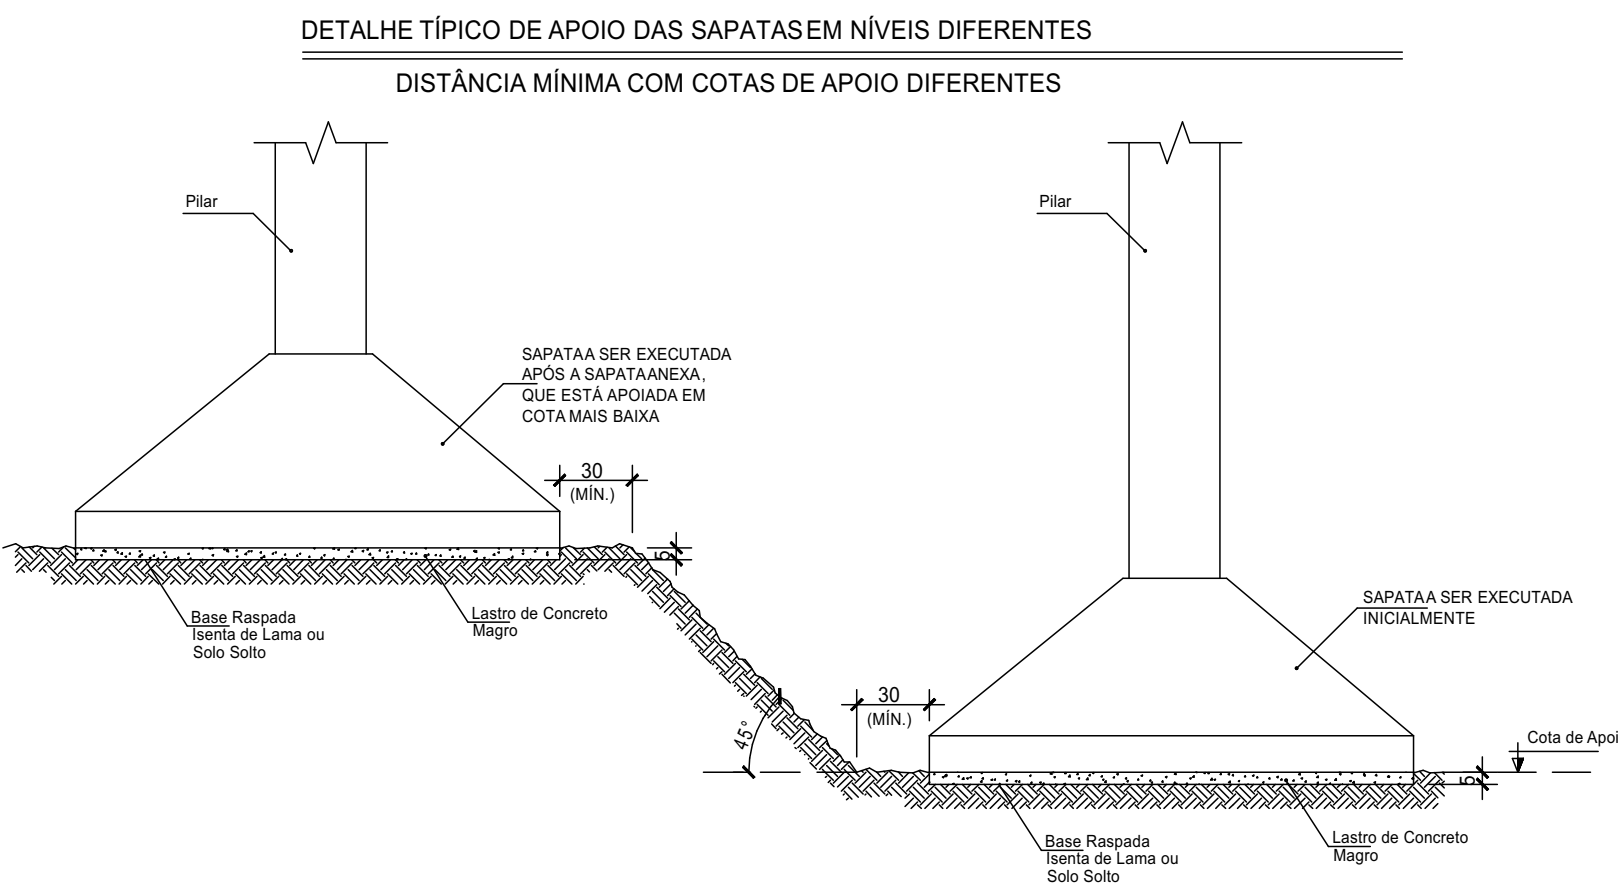 DETALHE TÍPICO DE APOIO DAS SAPATAS EM NÍVEIS DIFERENTES
DISTÂNCIA MÍNIMA COM COTAS DE APOIO DIFERENTES
Pilar
Pilar
SAPATA A SER EXECUTADA
APÓS A SAPATA ANEXA,
QUE ESTÁ APOIADA EM
COTA MAIS BAIXA
30
(MÍN.)
5
Base Raspada
Isenta de Lama ou
Solo Solto
Lastro de Concreto
Magro
SAPATA A SER EXECUTADA
INICIALMENTE
30
(MÍN.)
45°
Cota de Apoi
5
Base Raspada
Isenta de Lama ou
Solo Solto
Lastro de Concreto
Magro